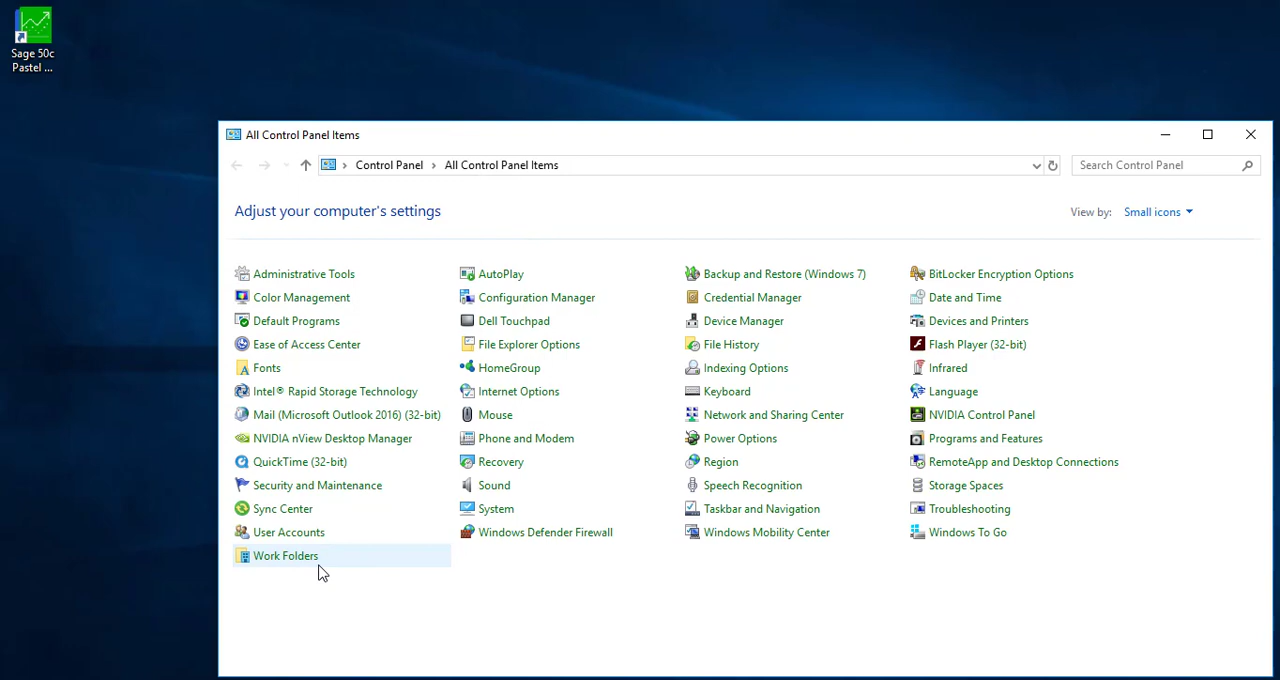 Sage 50c
Pastel ...
All Control Panel Items
Control Panel > All Control Panel Items
Search Control Panel
Adjust your computer's settings
View by: Small icons
Administrative Tools AutoPlay Backup and Restore (Windows 7) BitLocker Encryption Options
Color Management Configuration Manager Credential Manager Date and Time
Default Programs Dell Touchpad Device Manager Devices and Printers
Ease of Access Center File Explorer Options File History Flash Player (32-bit)
Fonts HomeGroup Indexing Options Infrared
Intel® Rapid Storage Technology Internet Options Keyboard Language
Mail (Microsoft Outlook 2016) (32-bit) Mouse Network and Sharing Center NVIDIA Control Panel
NVIDIA nView Desktop Manager Phone and Modem Power Options Programs and Features
QuickTime (32-bit) Recovery Region RemoteApp and Desktop Connections
Security and Maintenance Sound Speech Recognition Storage Spaces
Sync Center System Taskbar and Navigation Troubleshooting
User Accounts Windows Defender Firewall Windows Mobility Center Windows To Go
Work Folders